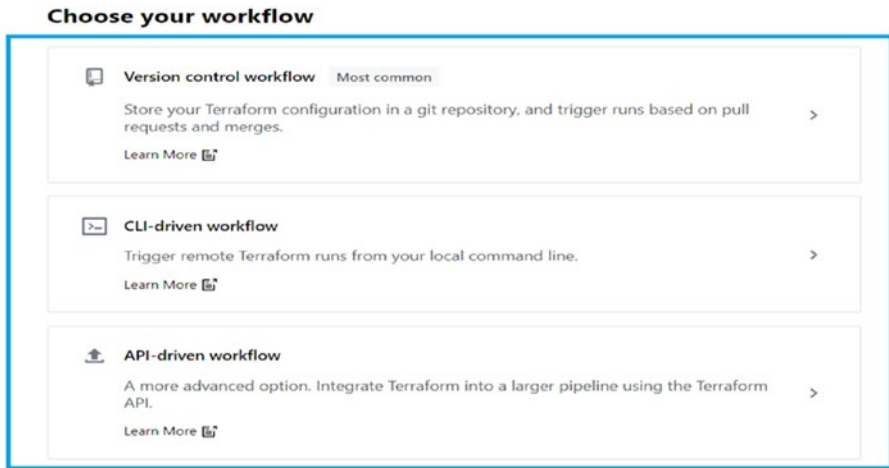 Choose your workflow
Version control workflow Most common
Store your Terraform configuration in a git repository, and trigger runs based on pull
requests and merges.
Learn More
CLI-driven workflow
Trigger remote Terraform runs from your local command line.
Learn More
API-driven workflow
A more advanced option. Integrate Terraform into a larger pipeline using the Terraform
API.
Learn More